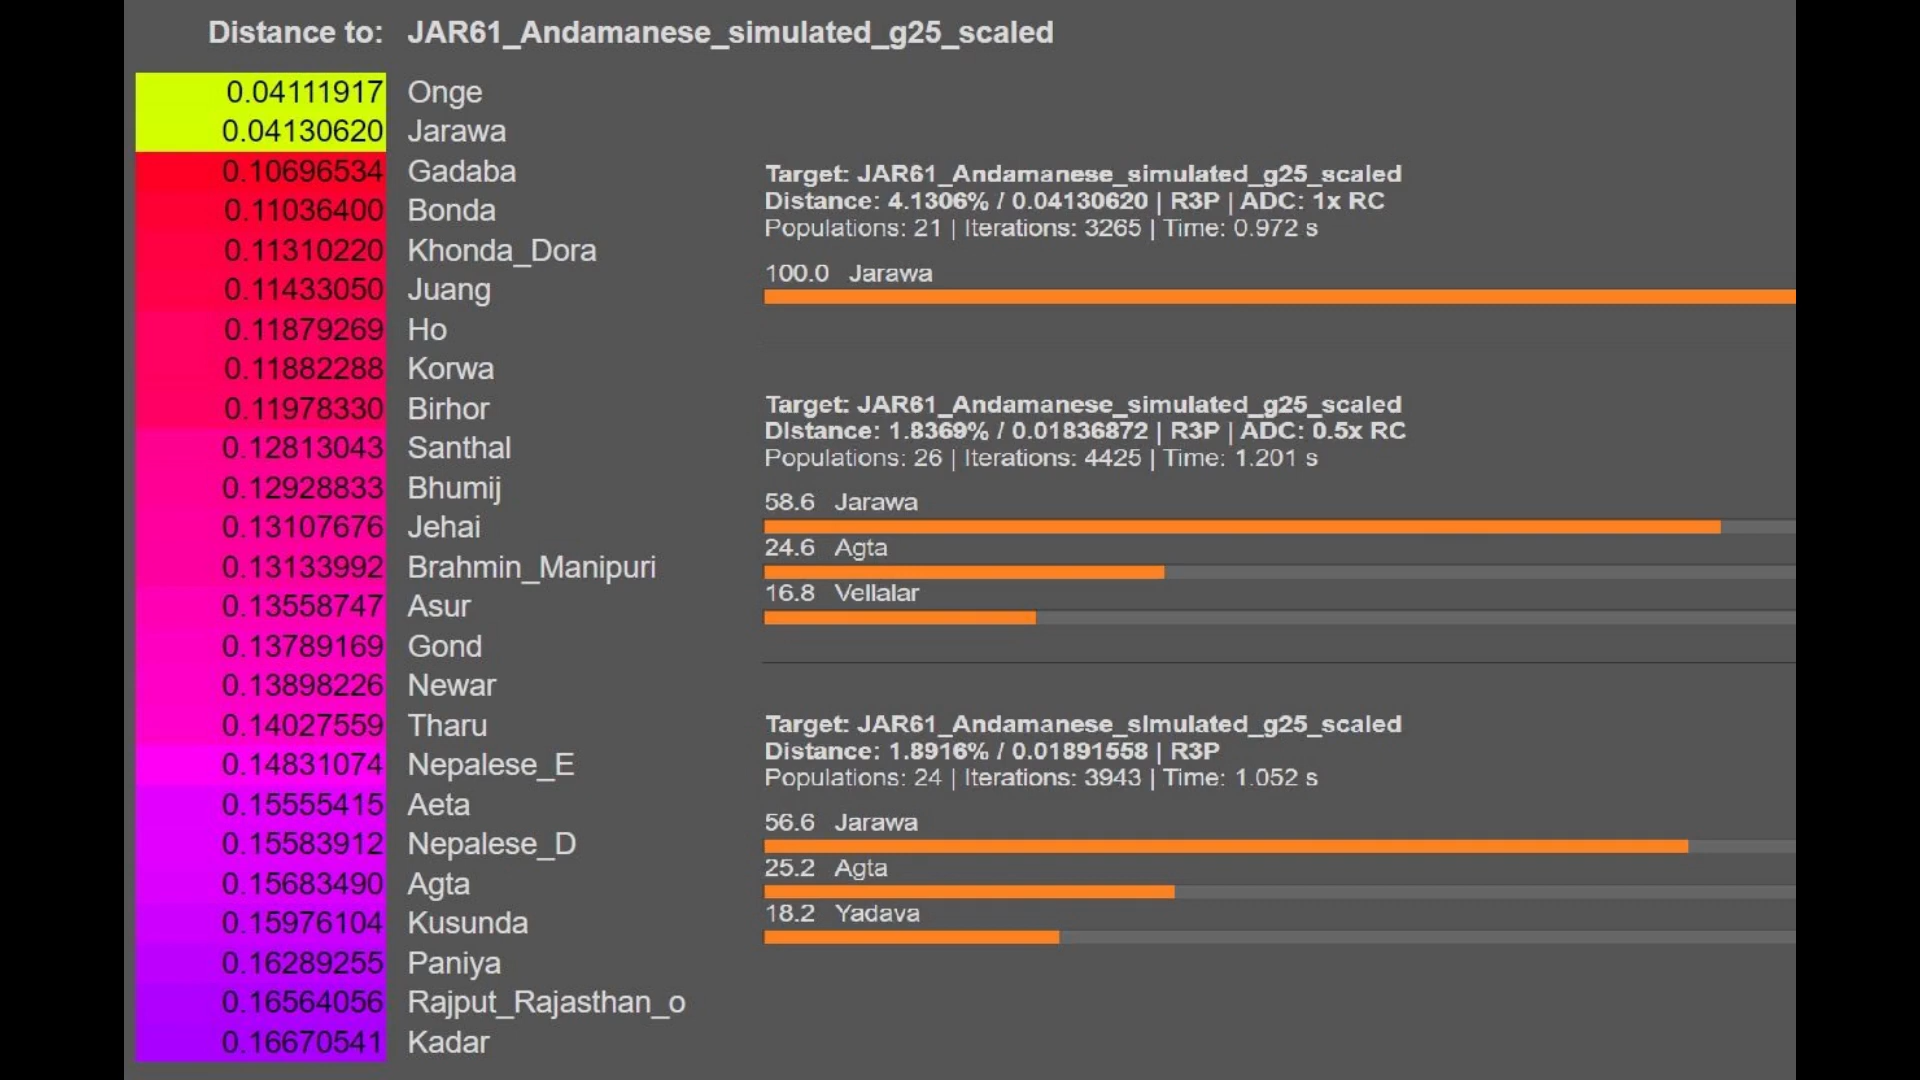 Distance to: JAR61_Andamanese_simulated_g25_scaled
0.04111917 Onge
0.04130620 Jarawa
0.10696534 Gadaba
0.11036400 Bonda
0.11310220 Khonda_Dora
0.11433050 Juang
0.11879269 Ho
0.11882288 Korwa
0.11978330 Birhor
0.12813043 Santhal
0.12928833 Bhumij
0.13107676 Jehai
0.13133992 Brahmin_Manipuri
0.13558747 Asur
0.13789169 Gond
0.13898226 Newar
0.14027559 Tharu
0.14831074 Nepalese_E
0.15555415 Aeta
0.15583912 Nepalese_D
0.15683490 Agta
0.15976104 Kusunda
0.16289255 Paniya
0.16564056 Rajput_Rajasthan_o
0.16670541 Kadar
Target: JAR61_Andamanese_simulated_g25_scaled
Distance: 4.1306% / 0.04130620 | R3P | ADC: 1x RC
Populations: 21 | Iterations: 3265 | Time: 0.972 s
100.0 Jarawa
Target: JAR61_Andamanese_simulated_g25_scaled
Distance: 1.8369% / 0.01836872 | R3P | ADC: 0.5x RC
Populations: 26 | Iterations: 4425 | Time: 1.201 s
58.6 Jarawa
24.6 Agta
16.8 Vellalar
Target: JAR61_Andamanese_simulated_g25_scaled
Distance: 1.8916% / 0.01891558 | R3P
Populations: 24 | Iterations: 3943 | Time: 1.052 s
56.6 Jarawa
25.2 Agta
18.2 Yadava